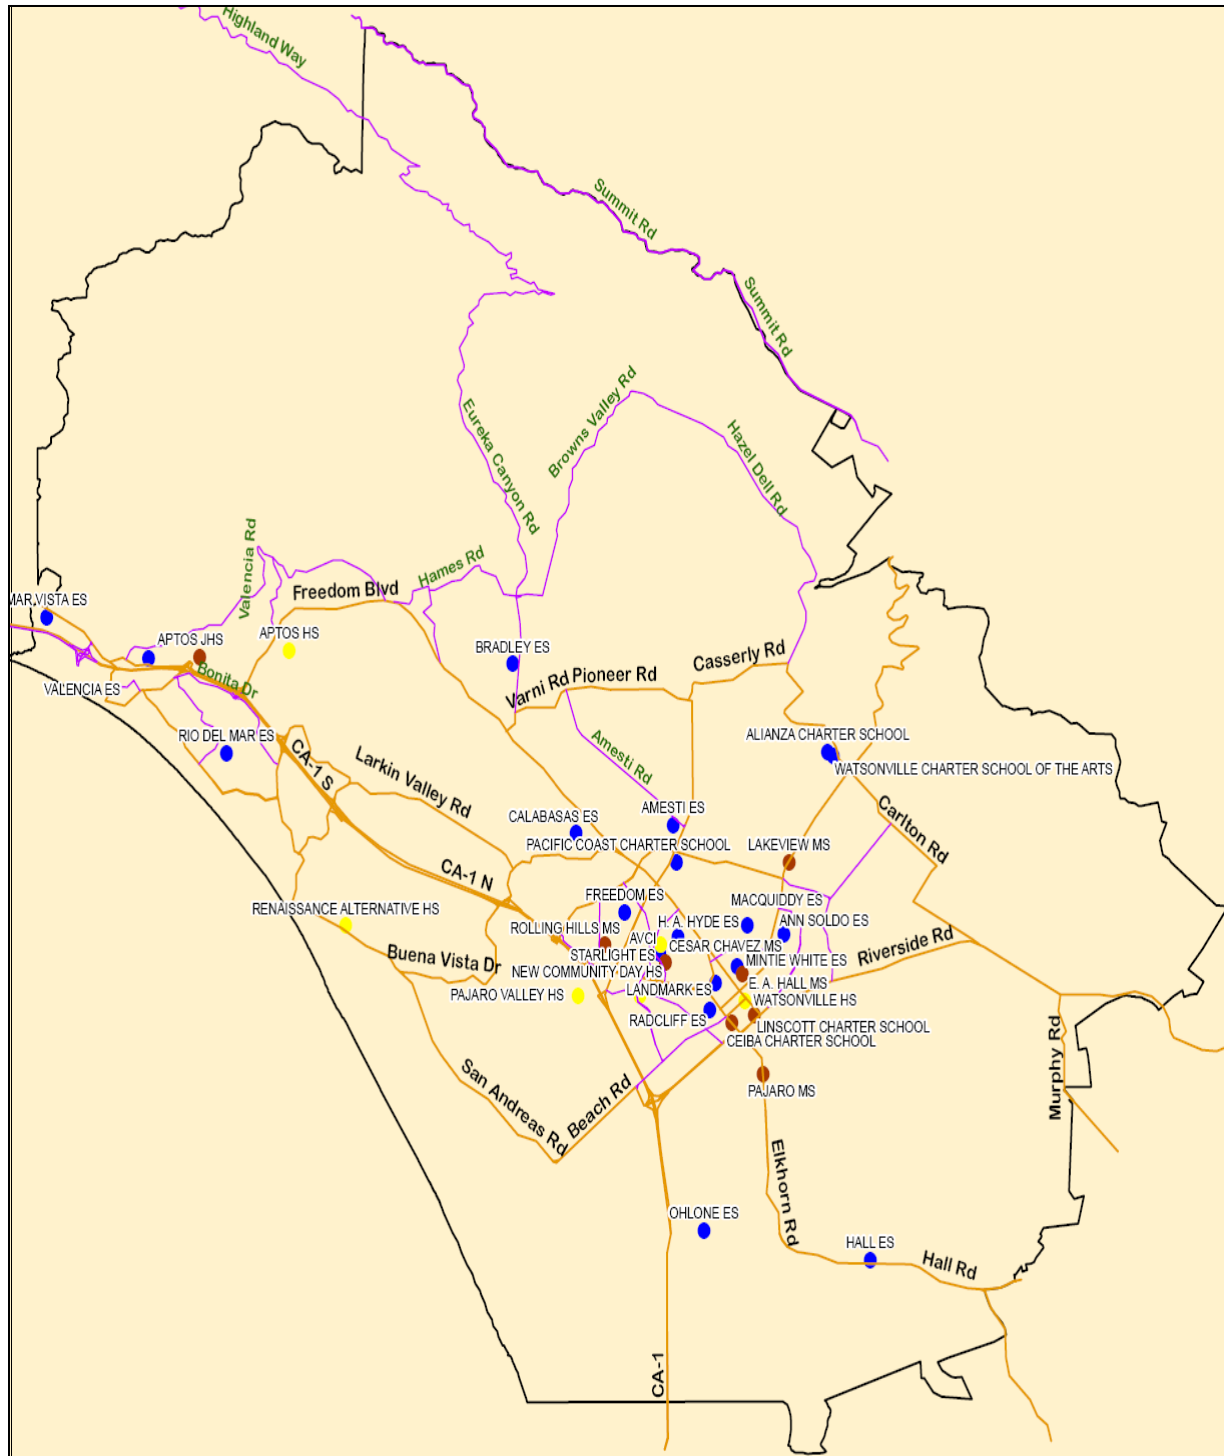 Highland Way
Summit Rd
Summit Rd
Eureka Canyon Rd
Browns Valley Rd
Hazel Dell Rd
Valencia Rd
Hames Rd
Freedom Blvd
MAR VISTA ES
APTOS JHS
APTOS HS
BRADLEY ES
VALENCIA ES
Bonita Dr
Varni Rd
Pioneer Rd
Casserly Rd
RIO DEL MAR ES
CA-1 S
Larkin Valley Rd
Amesti Rd
ALIANZA CHARTER SCHOOL
WATSONVILLE CHARTER SCHOOL OF THE ARTS
CALABASAS ES
AMESTI ES
PACIFIC COAST CHARTER SCHOOL
LAKEVIEW MS
Carlton Rd
CA-1 N
RENAISSANCE ALTERNATIVE HS
FREEDOM ES
MACQUIDDY ES
ROLLING HILLS MS
H. A. HYDE ES
ANN SOLDO ES
AVCI
CESAR CHAVEZ MS
Riverside Rd
Buena Vista Dr
STARLIGHT ES
MINTIE WHITE ES
NEW COMMUNITY DAY HS
E. A. HALL MS
PAJARO VALLEY HS
LANDMARK ES
WATSONVILLE HS
RADCLIFF ES
LINSCOTT CHARTER SCHOOL
CEIBA CHARTER SCHOOL
San Andreas Rd
Beach Rd
PAJARO MS
Murphy Rd
Elkhorn Rd
OHLONE ES
HALL ES
Hall Rd
CA-1